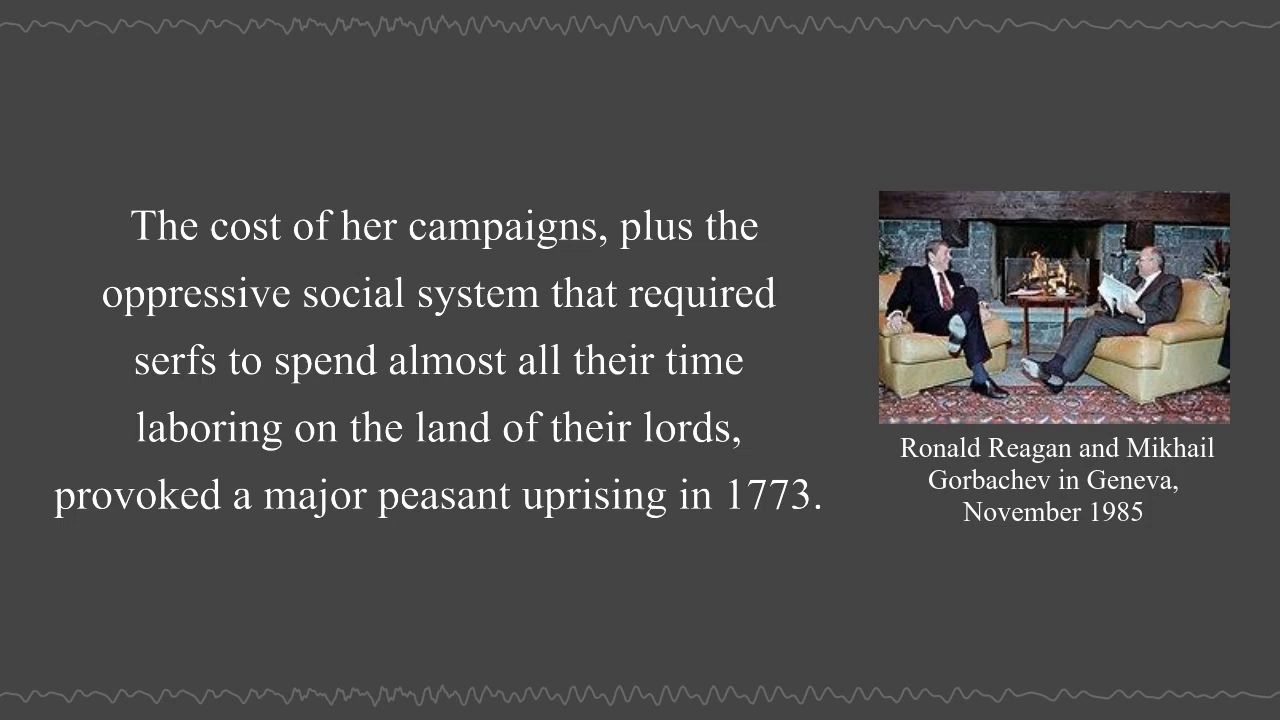 The cost of her campaigns, plus the
oppressive social system that required
serfs to spend almost all their time
laboring on the land of their lords,
provoked a major peasant uprising in 1773.
Ronald Reagan and Mikhail
Gorbachev in Geneva,
November 1985